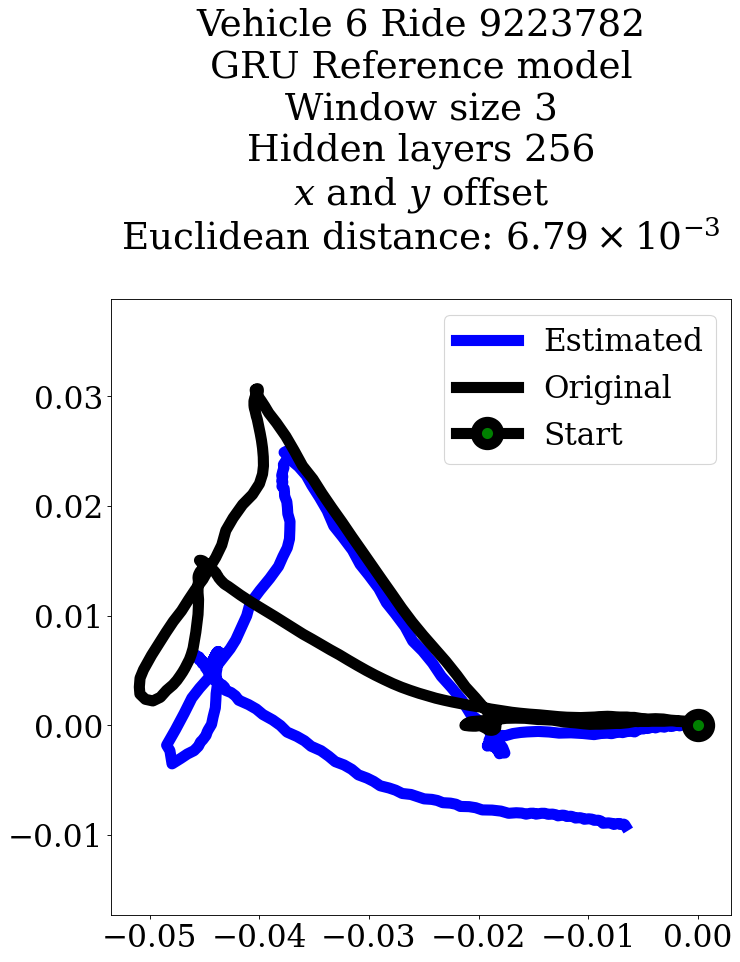 Vehicle 6 Ride 9223782
GRU Reference model
Window size 3
Hidden layers 256
x and y offset
Euclidean distance: 6.79 × 10⁻³
Estimated
Original
Start
0.03
0.02
0.01
0.00
−0.01
−0.05 −0.04 −0.03 −0.02 −0.01 0.00